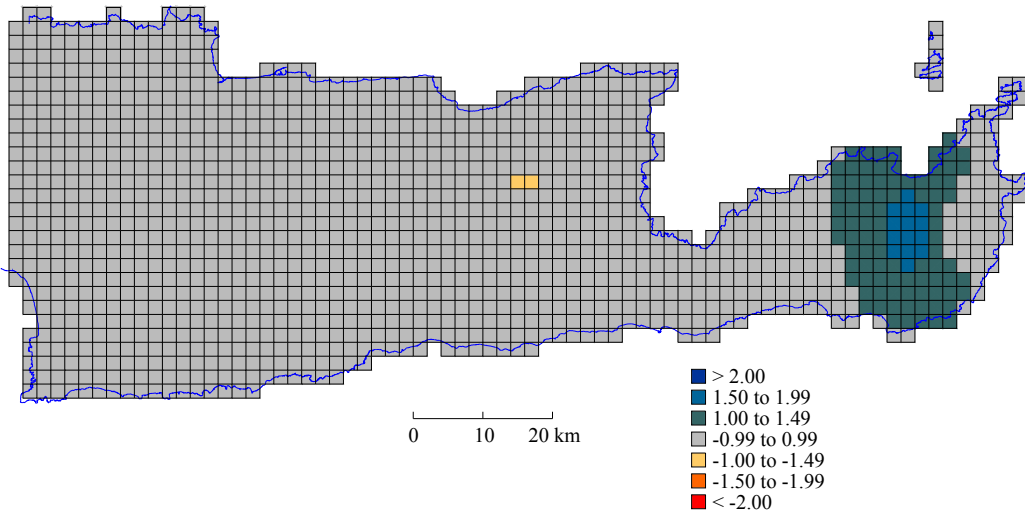 > 2.00
1.50 to 1.99
1.00 to 1.49
-0.99 to 0.99
-1.00 to -1.49
-1.50 to -1.99
< -2.00
0 10 20 km